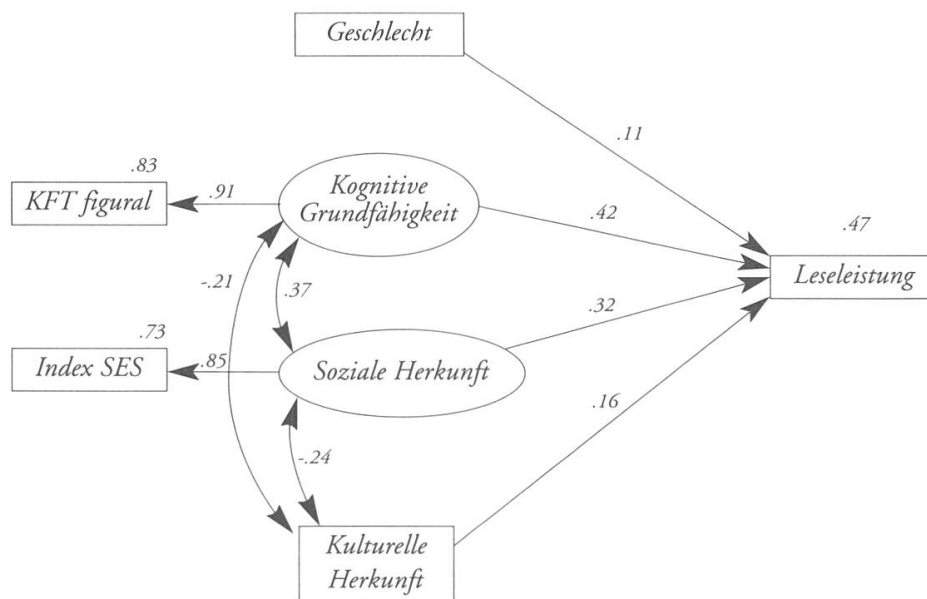 Geschlecht
.11
.83
KFT figural
.91
Kognitive
Grundfähigkeit
.42
.47
Leseleistung
-.21
.37
.32
.73
Index SES
.85
Soziale Herkunft
.16
-.24
Kulturelle
Herkunft